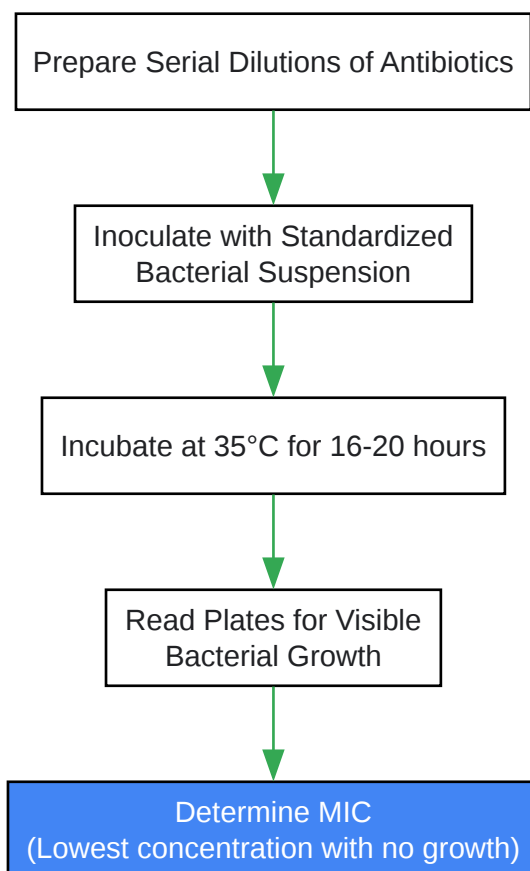 Prepare Serial Dilutions of Antibiotics
Inoculate with Standardized
Bacterial Suspension
Incubate at 35°C for 16-20 hours
Read Plates for Visible
Bacterial Growth
Determine MIC
(Lowest concentration with no growth)